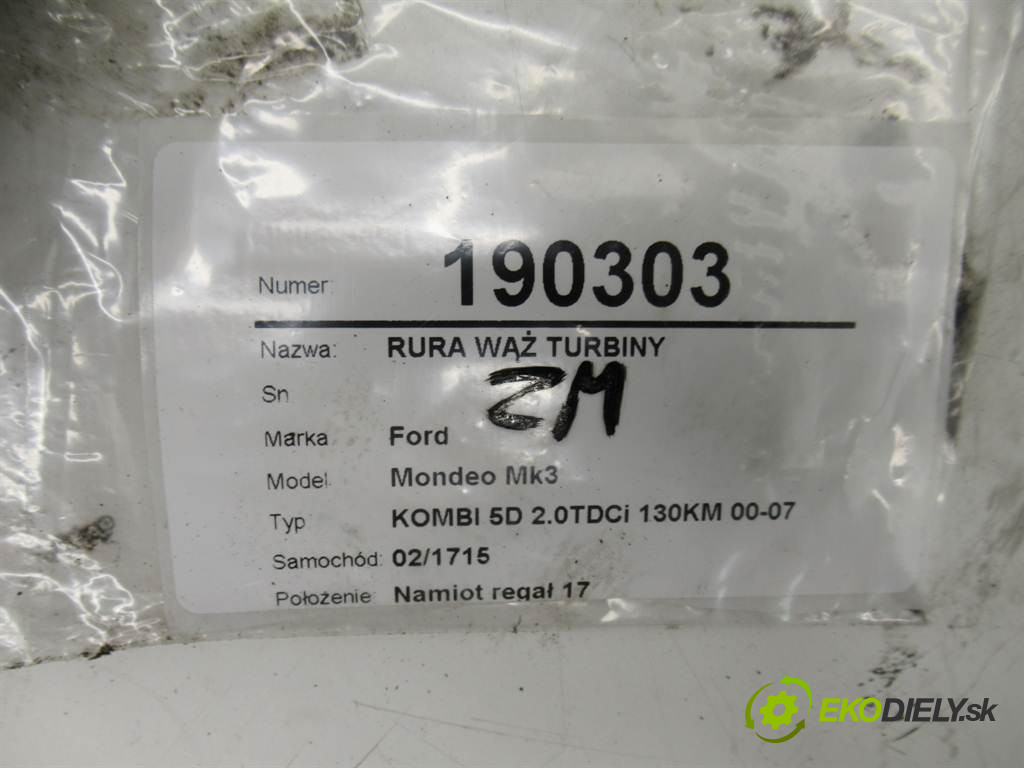 Numer: 190303
Nazwa: RURA WĄŻ TURBINY
Sn
ZM
Marka Ford
Model Mondeo Mk3
Typ KOMBI 5D 2.0TDCi 130KM 00-07
Samochód: 02/1715
Położenie: Namiot regał 17
EKODIELY.sk